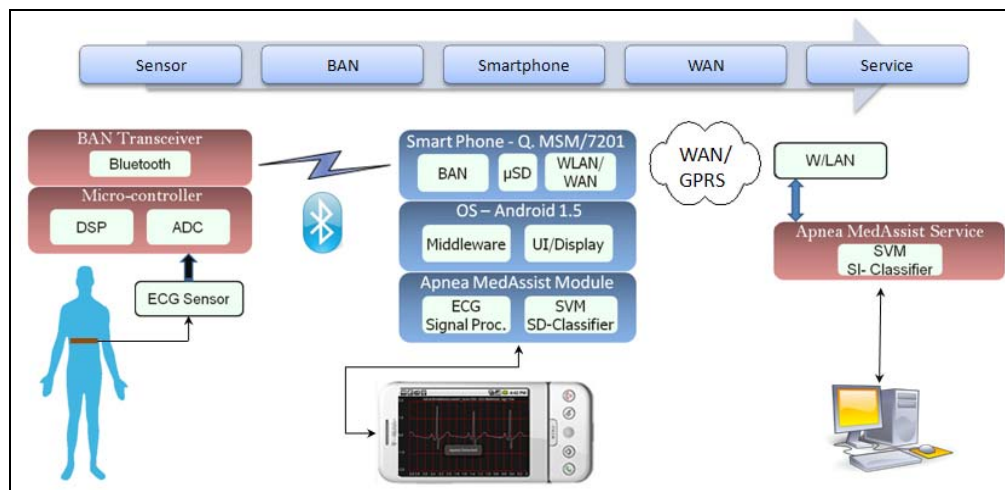 Sensor
BAN
Smartphone
WAN
Service
BAN Transceiver
Bluetooth
Micro-controller
DSP
ADC
ECG Sensor
Smart Phone - Q. MSM/7201
BAN
µSD
WLAN/
WAN
OS – Android 1.5
Middleware
UI/Display
Apnea MedAssist Module
ECG
Signal Proc.
SVM
SD-Classifier
WAN/
GPRS
W/LAN
Apnea MedAssist Service
SVM
SI- Classifier